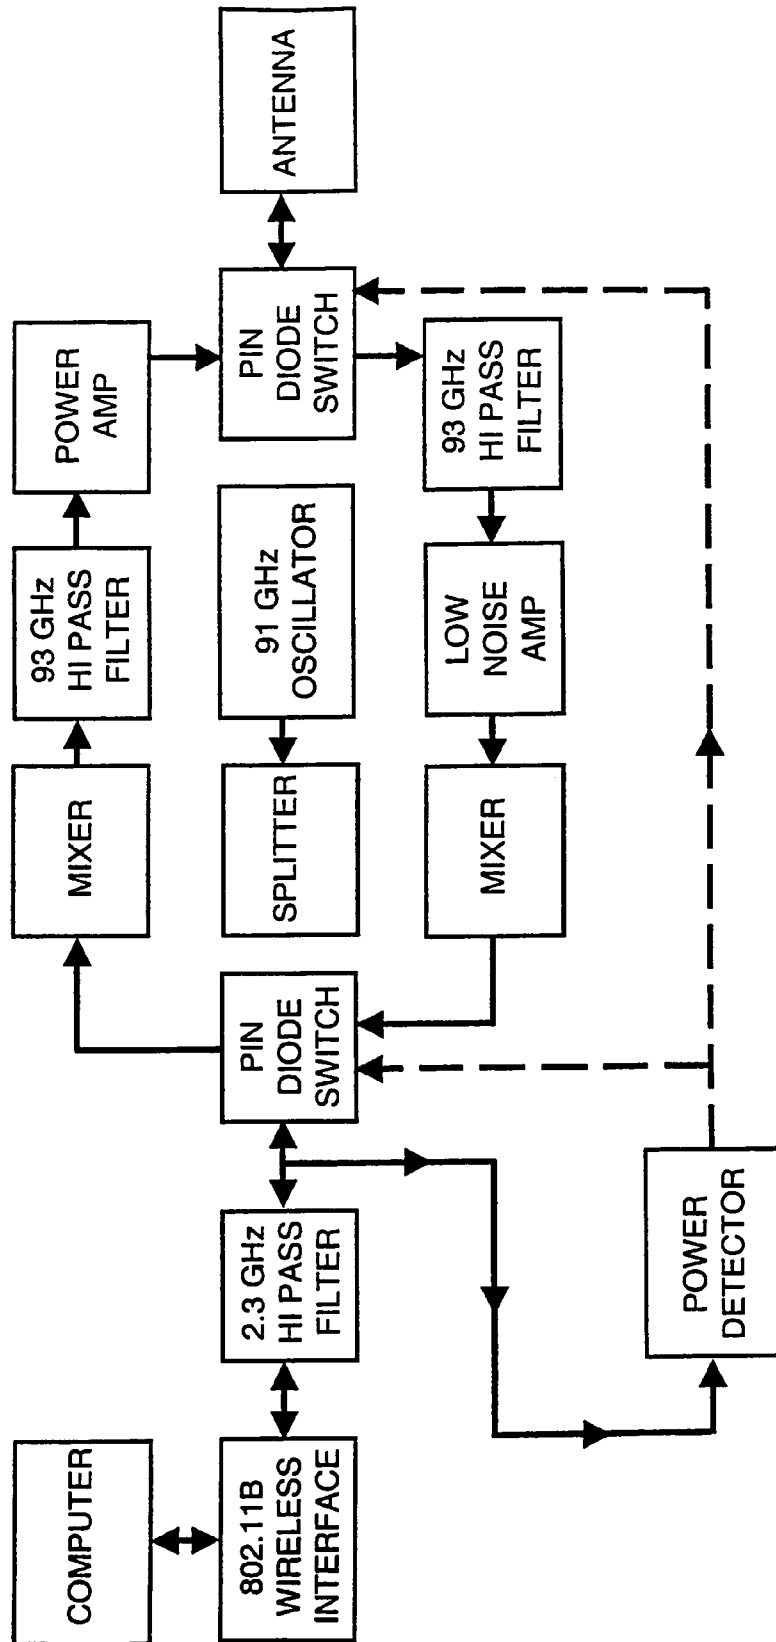 COMPUTER
802.11B
WIRELESS
INTERFACE
2.3 GHz
HI PASS
FILTER
PIN
DIODE
SWITCH
MIXER
93 GHz
HI PASS
FILTER
POWER
AMP
SPLITTER
91 GHz
OSCILLATOR
PIN
DIODE
SWITCH
ANTENNA
MIXER
LOW
NOISE
AMP
93 GHz
HI PASS
FILTER
POWER
DETECTOR